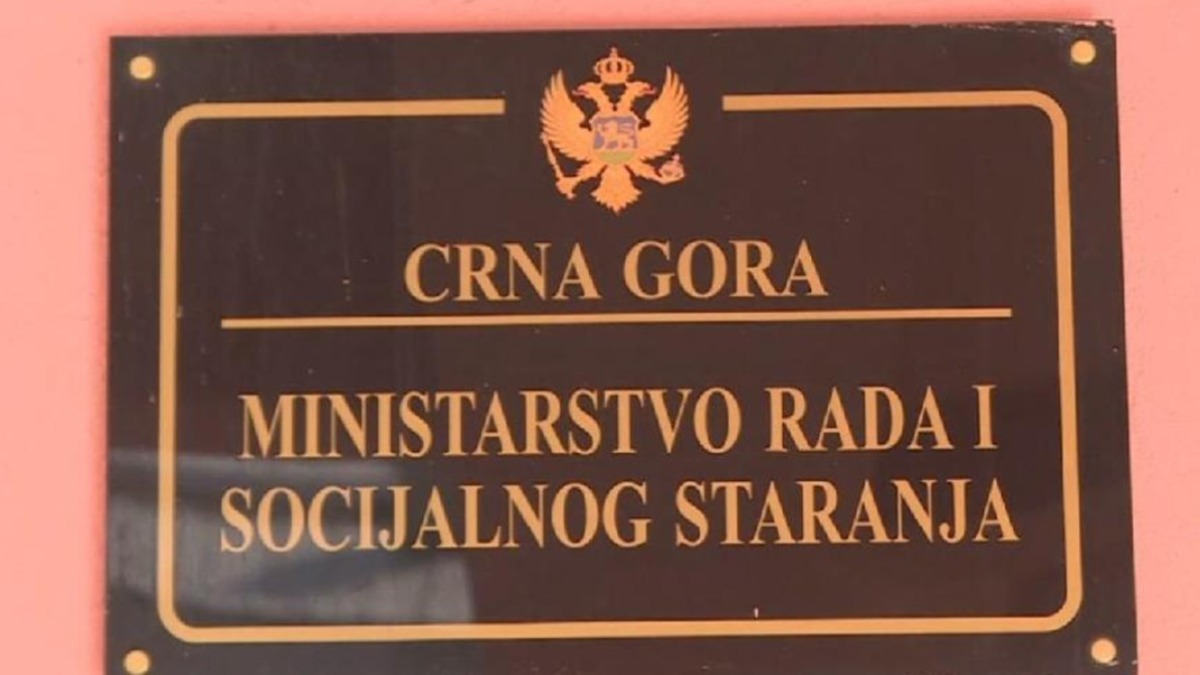 CRNA GORA
MINISTARSTVO RADA I
SOCIJALNOG STARANJA